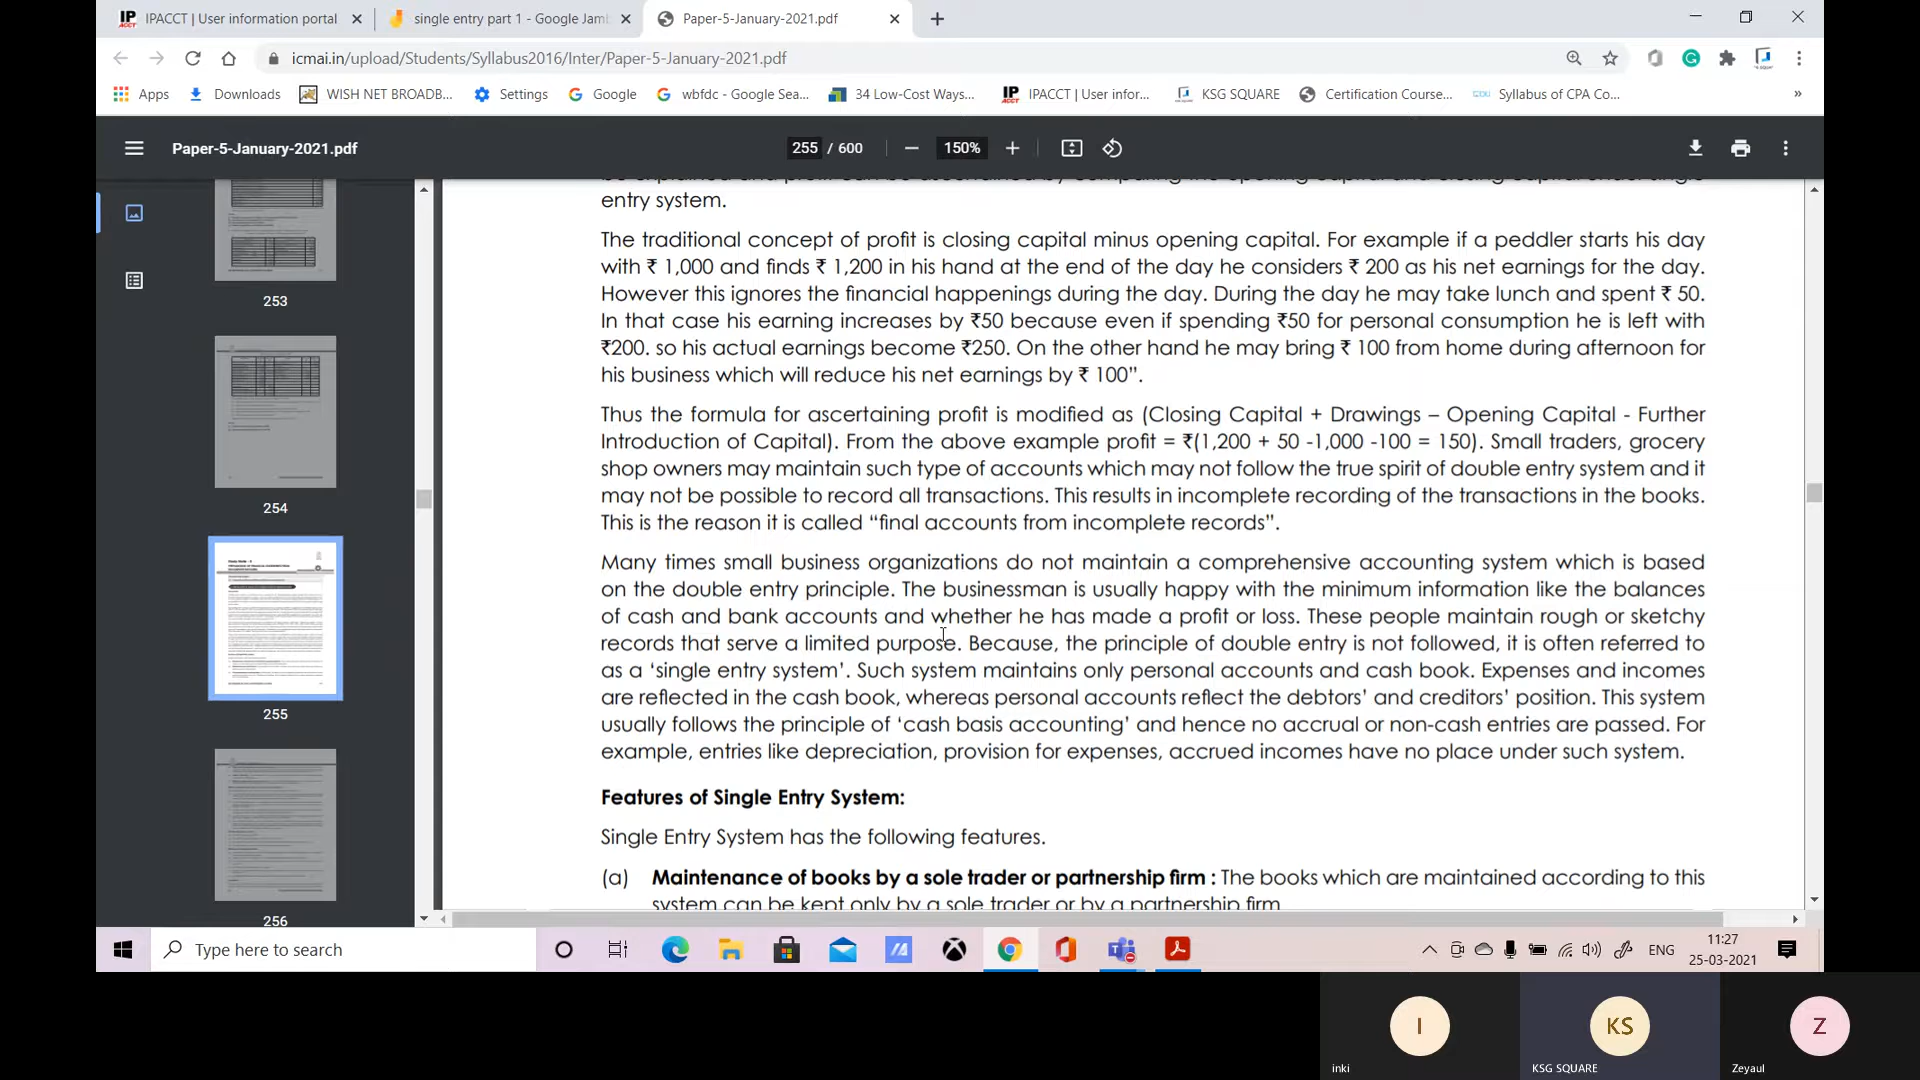 IPACCT | User information portal
single entry part 1 - Google Jam
Paper-5-January-2021.pdf
icmai.in/upload/Students/Syllabus2016/Inter/Paper-5-January-2021.pdf
Apps Downloads WISH NET BROADB... Settings Google wbfdc - Google Sea... 34 Low-Cost Ways... IPACCT | User infor... KSG SQUARE Certification Course... Syllabus of CPA Co... »
Paper-5-January-2021.pdf 255 / 600 150%
entry system.
The traditional concept of profit is closing capital minus opening capital. For example if a peddler starts his day
with ₹ 1,000 and finds ₹ 1,200 in his hand at the end of the day he considers ₹ 200 as his net earnings for the day.
However this ignores the financial happenings during the day. During the day he may take lunch and spent ₹ 50.
In that case his earning increases by ₹50 because even if spending ₹50 for personal consumption he is left with
₹200. so his actual earnings become ₹250. On the other hand he may bring ₹ 100 from home during afternoon for
his business which will reduce his net earnings by ₹ 100”.
Thus the formula for ascertaining profit is modified as (Closing Capital + Drawings – Opening Capital - Further
Introduction of Capital). From the above example profit = ₹(1,200 + 50 -1,000 -100 = 150). Small traders, grocery
shop owners may maintain such type of accounts which may not follow the true spirit of double entry system and it
may not be possible to record all transactions. This results in incomplete recording of the transactions in the books.
This is the reason it is called “final accounts from incomplete records”.
Many times small business organizations do not maintain a comprehensive accounting system which is based
on the double entry principle. The businessman is usually happy with the minimum information like the balances
of cash and bank accounts and whether he has made a profit or loss. These people maintain rough or sketchy
records that serve a limited purpose. Because, the principle of double entry is not followed, it is often referred to
as a ‘single entry system’. Such system maintains only personal accounts and cash book. Expenses and incomes
are reflected in the cash book, whereas personal accounts reflect the debtors’ and creditors’ position. This system
usually follows the principle of ‘cash basis accounting’ and hence no accrual or non-cash entries are passed. For
example, entries like depreciation, provision for expenses, accrued incomes have no place under such system.
Features of Single Entry System:
Single Entry System has the following features.
(a) Maintenance of books by a sole trader or partnership firm : The books which are maintained according to this
system can be kept only by a sole trader or by a partnership firm
253
254
255
256
Type here to search
ENG
11:27
25-03-2021
I
inki
KS
KSG SQUARE
Z
Zeyaul